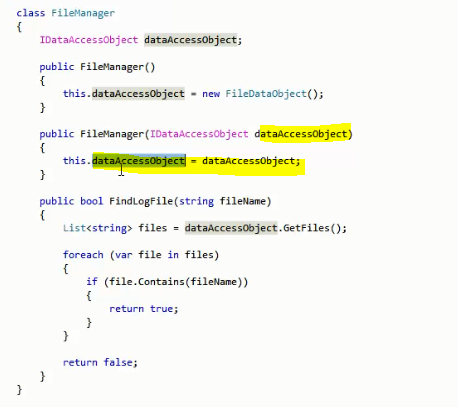 class FileManager
{
IDataAccessObject dataAccessObject;
public FileManager()
{
this.dataAccessObject = new FileDataObject();
}
public FileManager(IDataAccessObject dataAccessObject)
{
this.dataAccessObject = dataAccessObject;
}
public bool FindLogFile(string fileName)
{
List<string> files = dataAccessObject.GetFiles();
foreach (var file in files)
{
if (file.Contains(fileName))
{
return true;
}
}
return false;
}
}